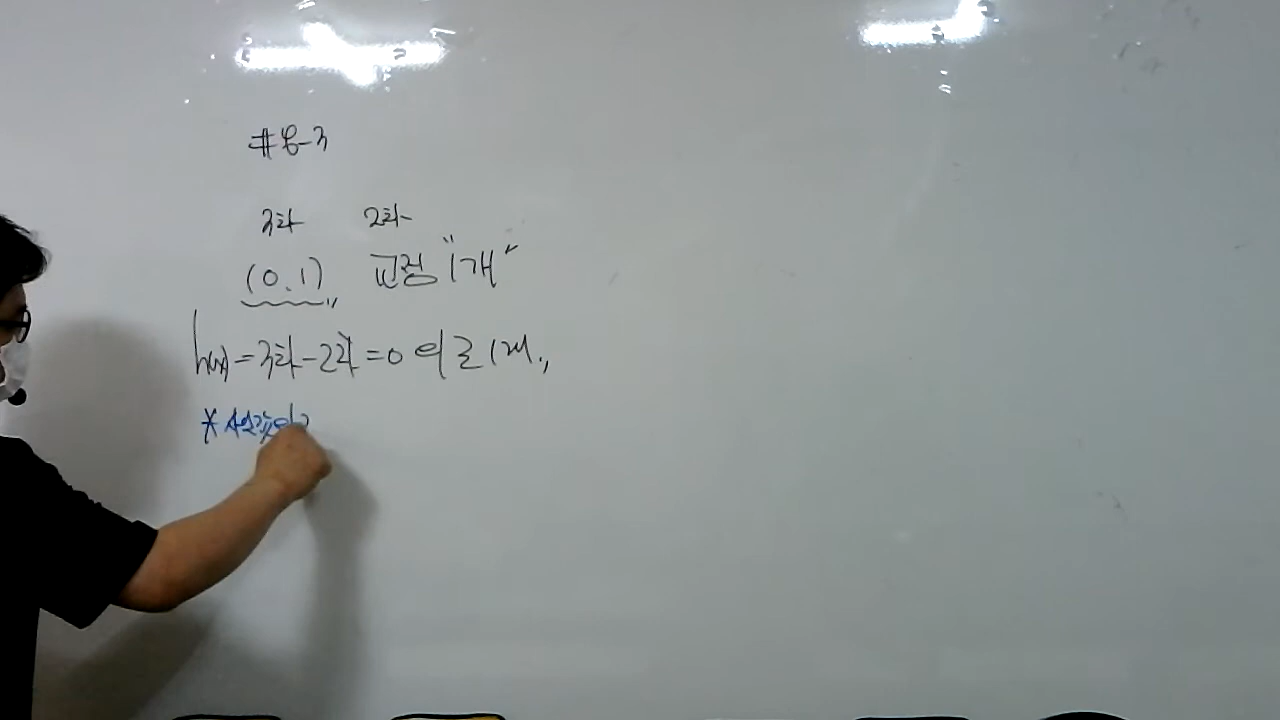 #8-3
3차 2차
(0, 1) 교점 "1개"
h(x)=3차-2차=0의 근 1개.,
*